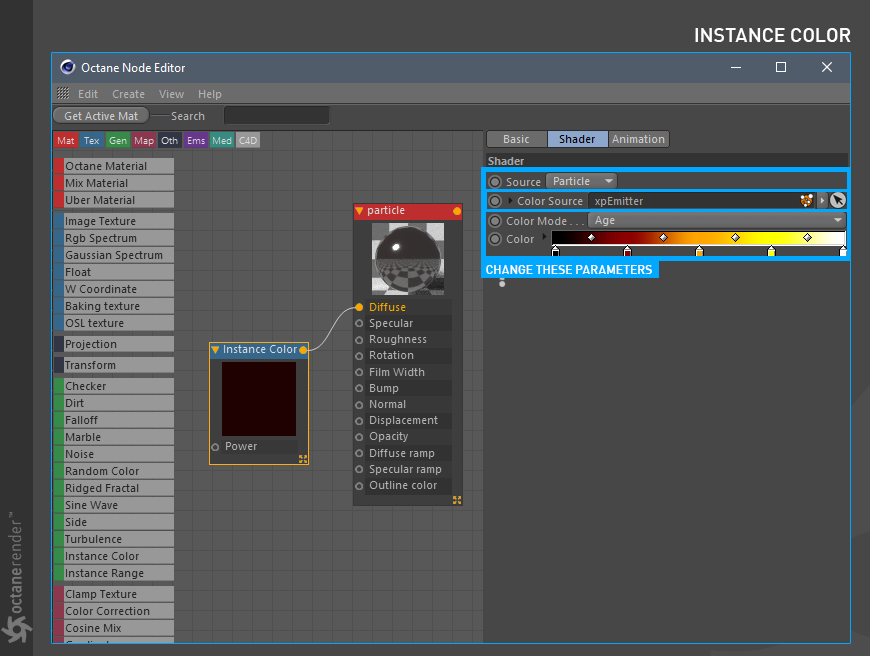 INSTANCE COLOR
Octane Node Editor
Edit Create View Help
Get Active Mat Search
Mat Tex Gen Map Oth Ems Med C4D
Octane Material
Mix Material
Uber Material
Image Texture
Rgb Spectrum
Gaussian Spectrum
Float
W Coordinate
Baking texture
OSL texture
Projection
Transform
Checker
Dirt
Falloff
Marble
Noise
Random Color
Ridged Fractal
Sine Wave
Side
Turbulence
Instance Color
Instance Range
Clamp Texture
Color Correction
Cosine Mix
Instance Color
Power
particle
Diffuse
Specular
Roughness
Rotation
Film Width
Bump
Normal
Displacement
Opacity
Diffuse ramp
Specular ramp
Outline color
Basic Shader Animation
Shader
Source Particle
Color Source xpEmitter
Color Mode . . . Age
Color
CHANGE THESE PARAMETERS
octanerender™